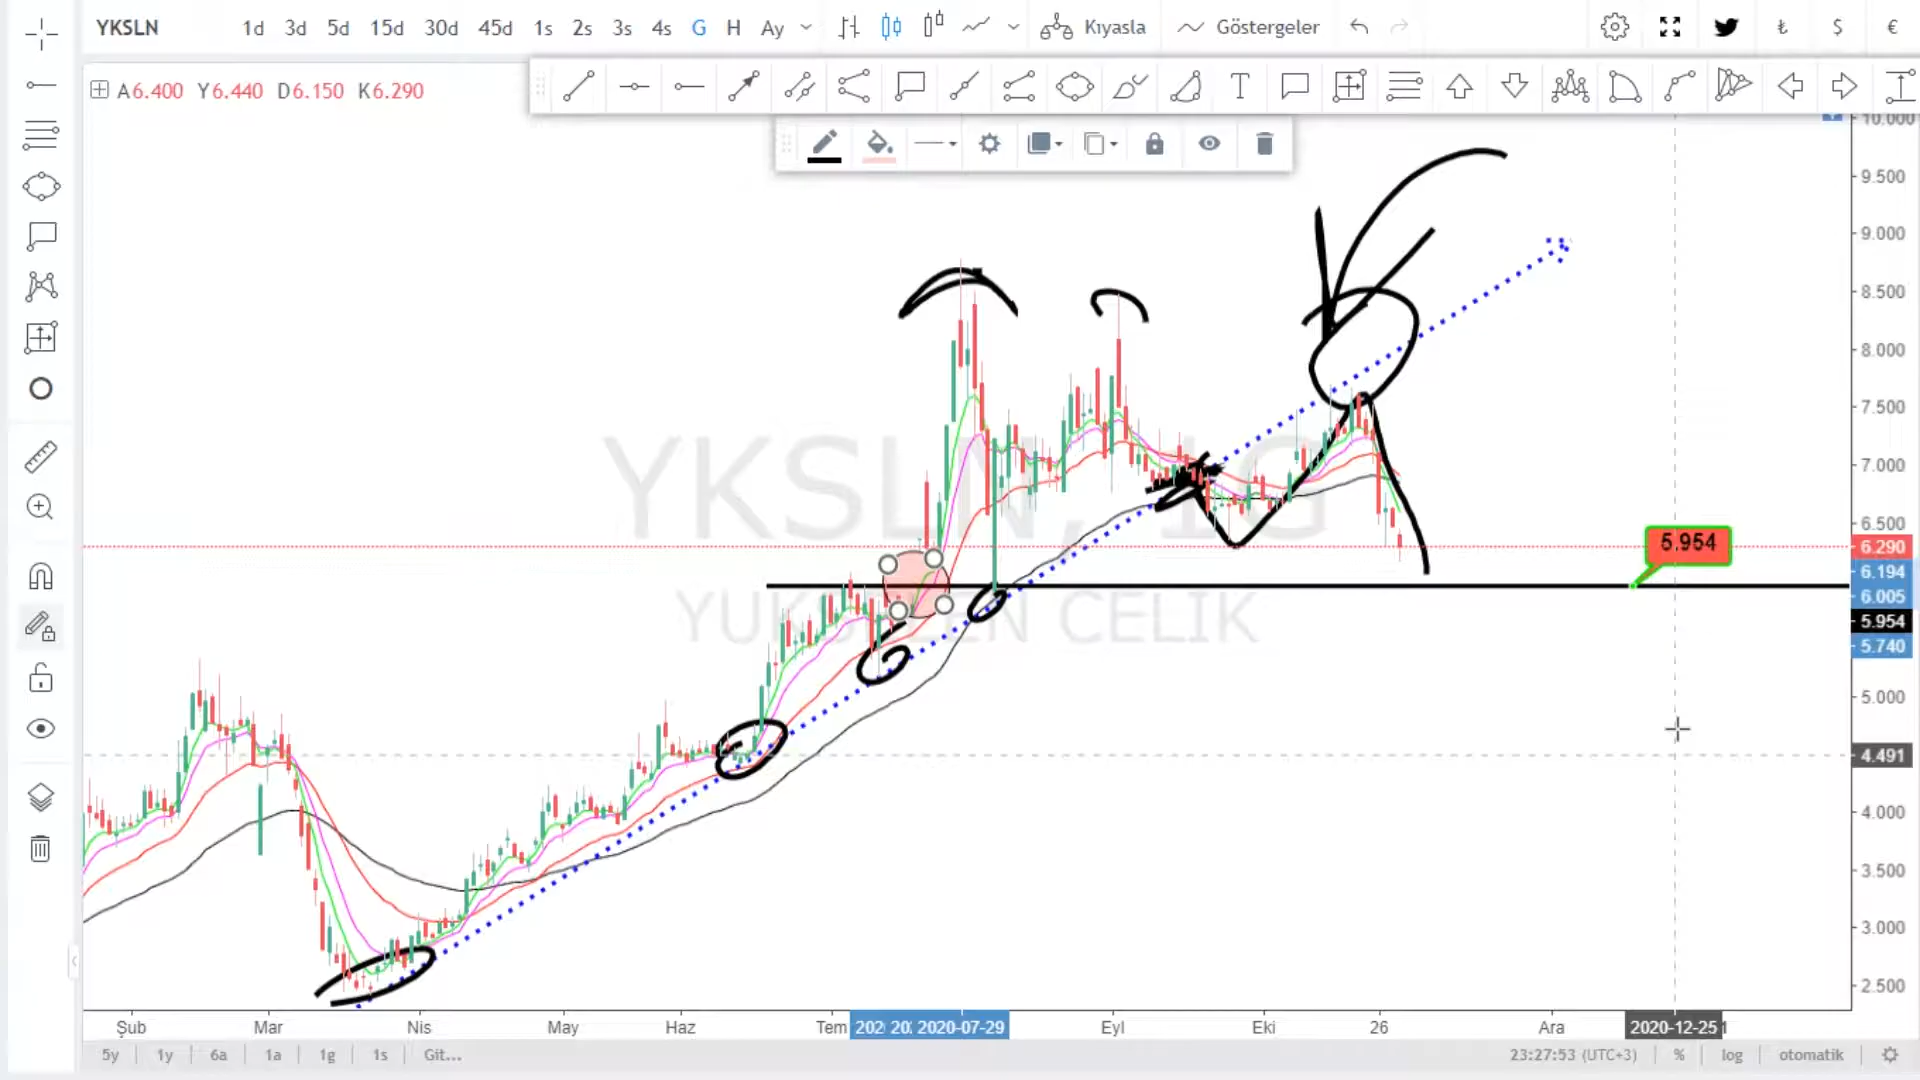 YKSLN 1d 3d 5d 15d 30d 45d 1s 2s 3s 4s G H Ay Kıyasla Göstergeler ₺ $ €
A6.400 Y6.440 D6.150 K6.290
T
10.000
9.500
9.000
8.500
8.000
7.500
7.000
6.500
5.954
6.290
6.194
6.005
5.954
5.740
5.000
4.491
4.000
3.500
3.000
2.500
YKSLN, 1G
YUKSELEN CELIK
Şub Mar Nis May Haz Tem 2020-07-29 Eyl Eki 26 Ara 2020-12-25
5y 1y 6a 1a 1g 1s Git... 23:27:53 (UTC+3) % log otomatik